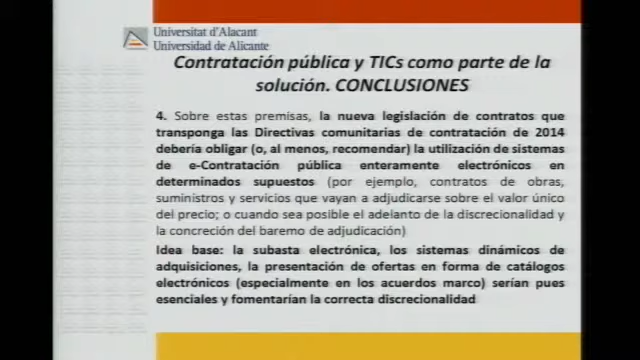 Universitat d'Alacant
Universidad de Alicante
Contratación pública y TICs como parte de la
solución. CONCLUSIONES
4. Sobre estas premisas, la nueva legislación de contratos que
transponga las Directivas comunitarias de contratación de 2014
debería obligar (o, al menos, recomendar) la utilización de sistemas
de e-Contratación pública enteramente electrónicos en
determinados supuestos (por ejemplo, contratos de obras,
suministros y servicios que vayan a adjudicarse sobre el valor único
del precio; o cuando sea posible el adelanto de la discrecionalidad y
la concreción del baremo de adjudicación)
Idea base: la subasta electrónica, los sistemas dinámicos de
adquisiciones, la presentación de ofertas en forma de catálogos
electrónicos (especialmente en los acuerdos marco) serían pues
esenciales y fomentarían la correcta discrecionalidad